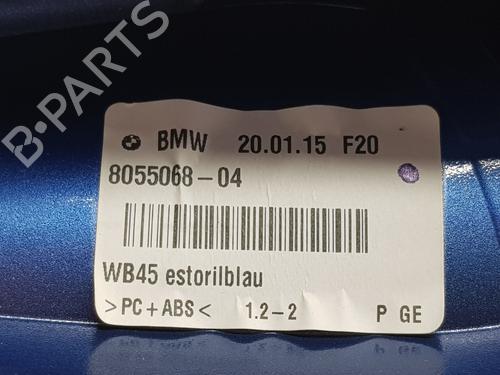 BMW 20.01.15 F20
8055068-04
WB45 estorilblau
>PC+ABS< 1.2-2 P GE
B-PARTS